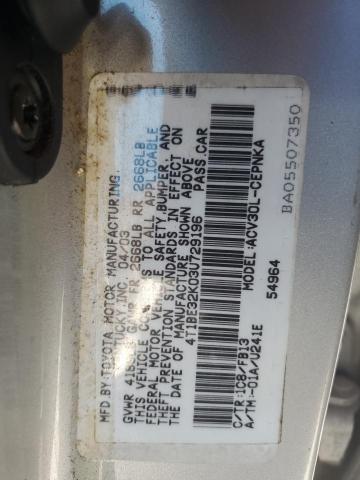 MFD. BY: TOYOTA MOTOR MANUFACTURING,
TUCKY, INC. 04/03
GVWR 4185LB GAWR FR 2668LB RR 2668LB
THIS VEHICLE CONFORMS TO ALL APPLICABLE
FEDERAL MOTOR VEHICLE SAFETY, BUMPER, AND
THEFT PREVENTION STANDARDS IN EFFECT ON
THE DATE OF MANUFACTURE SHOWN ABOVE
4T1BE32K03U729196 PASS.CAR
MODEL:ACV30L-CEPNKA
54964
C/TR:1C8/FB13
A/TM:-01A/U241E
BA05507350